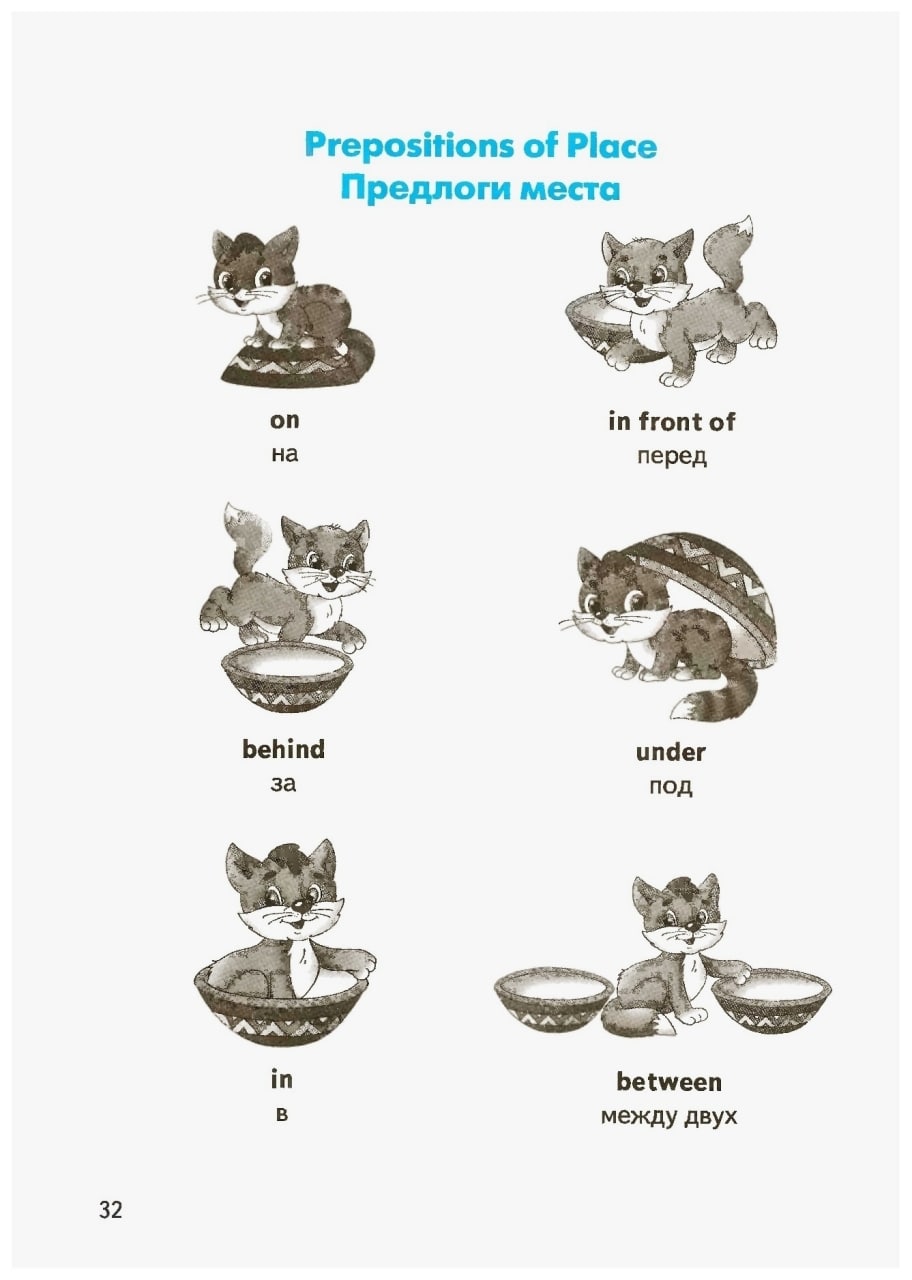 Prepositions of Place
Предлоги места
on
на
in front of
перед
behind
за
under
под
in
в
between
между двух
32